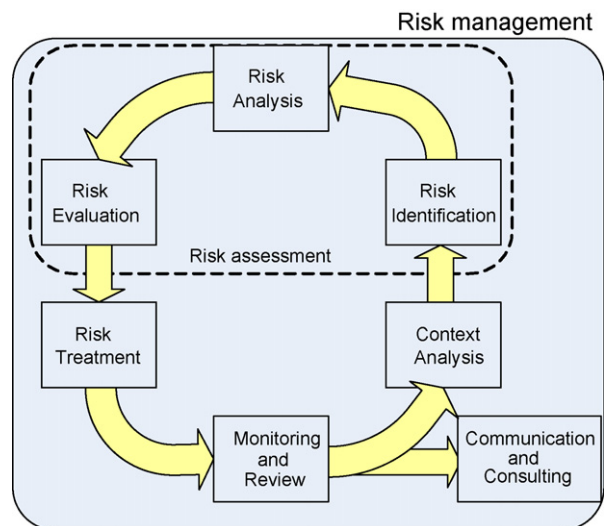 Risk management
Risk
Analysis
Risk
Evaluation
Risk
Identification
Risk assessment
Risk
Treatment
Context
Analysis
Monitoring
and
Review
Communication
and
Consulting